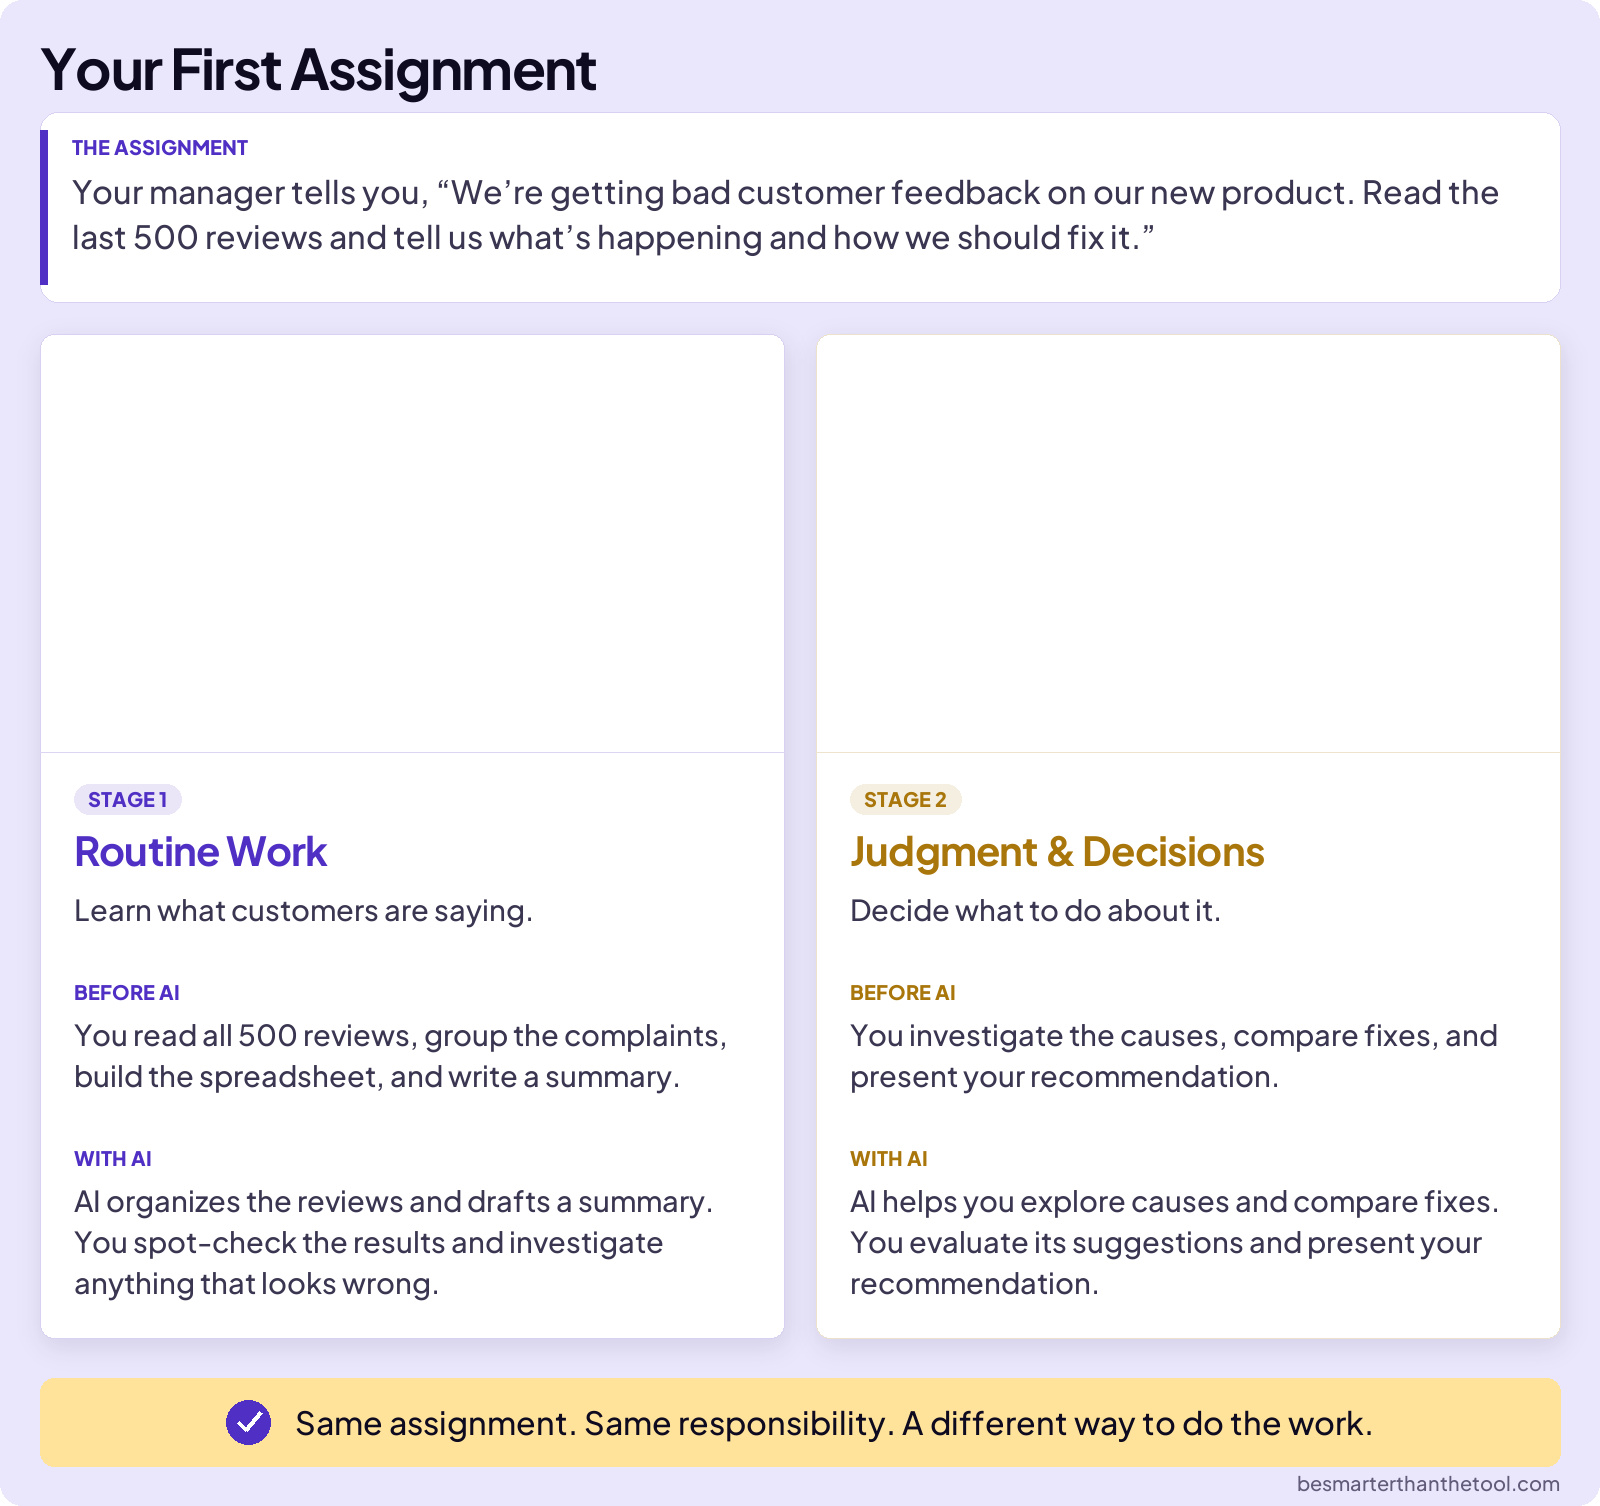 Your First Assignment
THE ASSIGNMENT
Your manager tells you, “We’re getting bad customer feedback on our new product. Read the
last 500 reviews and tell us what’s happening and how we should fix it.”
STAGE 1
Routine Work
Learn what customers are saying.
BEFORE AI
You read all 500 reviews, group the complaints,
build the spreadsheet, and write a summary.
WITH AI
AI organizes the reviews and drafts a summary.
You spot-check the results and investigate
anything that looks wrong.
STAGE 2
Judgment & Decisions
Decide what to do about it.
BEFORE AI
You investigate the causes, compare fixes, and
present your recommendation.
WITH AI
AI helps you explore causes and compare fixes.
You evaluate its suggestions and present your
recommendation.
Same assignment. Same responsibility. A different way to do the work.
besmarterthanthetool.com